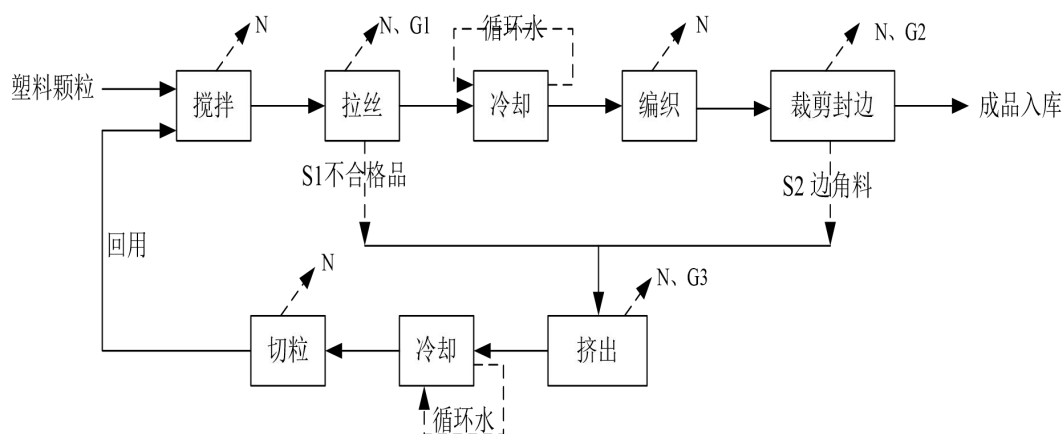 N
N、G1
循环水
N
N、G2
塑料颗粒
搅拌
拉丝
冷却
编织
裁剪封边
成品入库
S1不合格品
S2 边角料
回用
N
N、G3
切粒
冷却
挤出
循环水